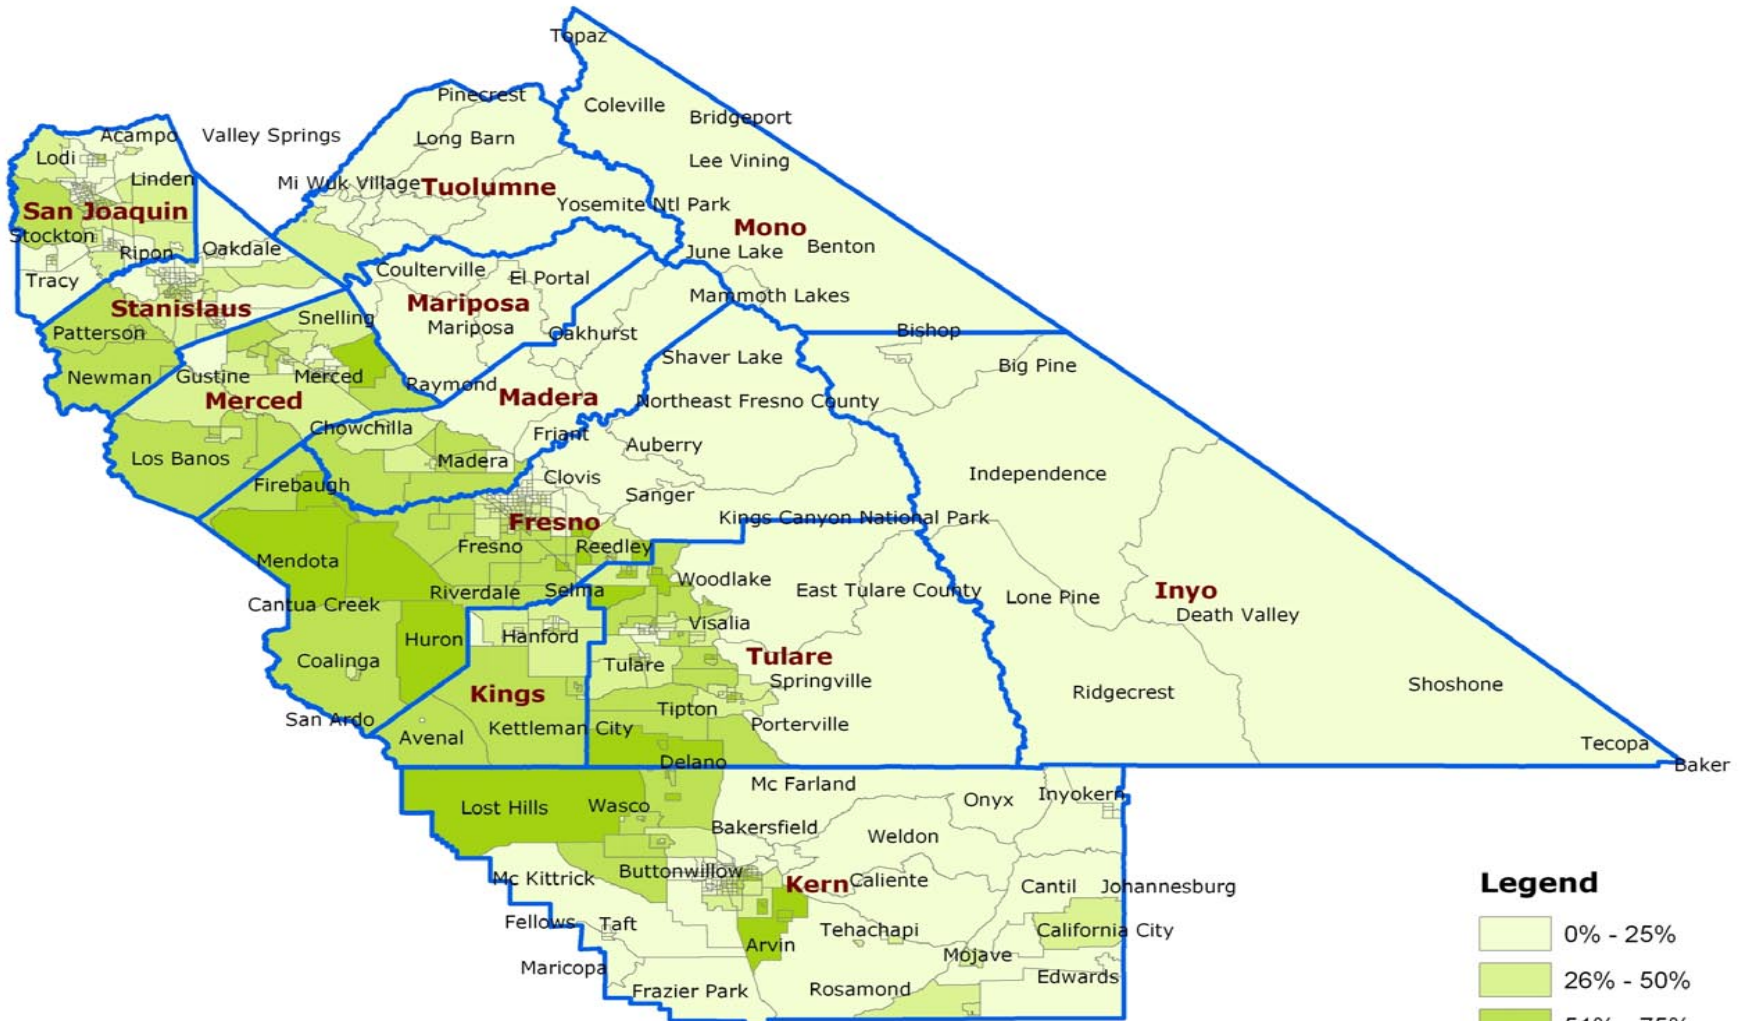 Topaz
Pinecrest
Coleville
Bridgeport
Acampo
Valley Springs
Long Barn
Lodi
Lee Vining
Linden
Mi Wuk Village
Tuolumne
San Joaquin
Yosemite Ntl Park
Mono
Stockton
Ripon
Oakdale
June Lake
Benton
Tracy
Coulterville
El Portal
Stanislaus
Mariposa
Mammoth Lakes
Patterson
Snelling
Mariposa
Oakhurst
Bishop
Shaver Lake
Big Pine
Newman
Gustine
Merced
Raymond
Merced
Madera
Northeast Fresno County
Chowchilla
Friant
Auberry
Los Banos
Madera
Clovis
Independence
Firebaugh
Sanger
Fresno
Kings Canyon National Park
Mendota
Fresno
Reedley
Woodlake
Cantua Creek
Riverdale
Selma
East Tulare County
Lone Pine
Inyo
Death Valley
Huron
Hanford
Visalia
Coalinga
Tulare
Tulare
Springville
Kings
Ridgecrest
Shoshone
San Ardo
Avenal
Kettleman City
Tipton
Porterville
Tecopa
Delano
Baker
Mc Farland
Lost Hills
Wasco
Onyx
Inyokern
Bakersfield
Weldon
Mc Kittrick
Buttonwillow
Kern
Caliente
Cantil
Johannesburg
Legend
Fellows
Taft
Tehachapi
California City
0% - 25%
Arvin
Mojave
Maricopa
Edwards
26% - 50%
Frazier Park
Rosamond